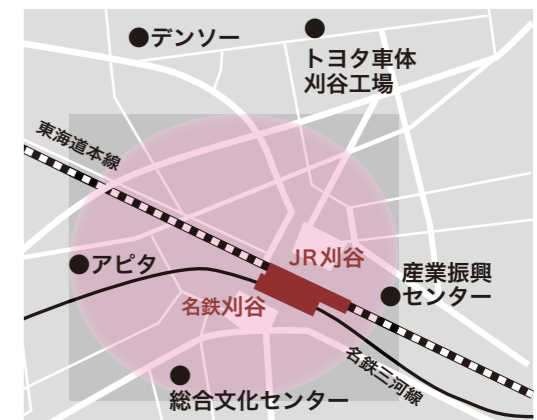 デンソー
トヨタ車体
刈谷工場
東海道本線
JR刈谷
アピタ
産業振興
センター
名鉄刈谷
名鉄三河線
総合文化センター